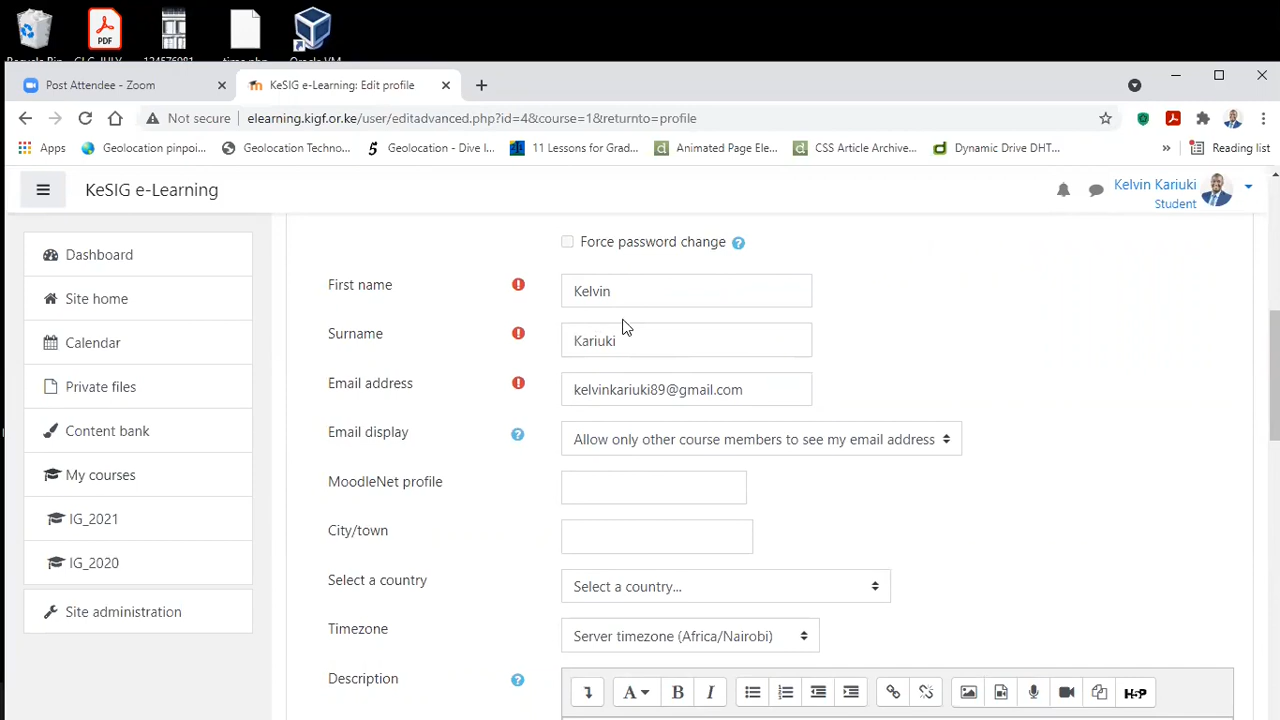 PDF
Post Attendee - Zoom
KeSIG e-Learning: Edit profile
Not secure
elearning.kigf.or.ke/user/editadvanced.php?id=4&course=1&returnto=profile
Apps
Geolocation pinpoi...
Geolocation Techno...
Geolocation - Dive I...
11 Lessons for Grad...
Animated Page Ele...
CSS Article Archive...
Dynamic Drive DHT...
»
Reading list
KeSIG e-Learning
Kelvin Kariuki
Student
Dashboard
Site home
Calendar
Private files
Content bank
My courses
IG_2021
IG_2020
Site administration
Force password change
First name
Kelvin
Surname
Kariuki
Email address
kelvinkariuki89@gmail.com
Email display
Allow only other course members to see my email address
MoodleNet profile
City/town
Select a country
Select a country...
Timezone
Server timezone (Africa/Nairobi)
Description
A B I
H5P